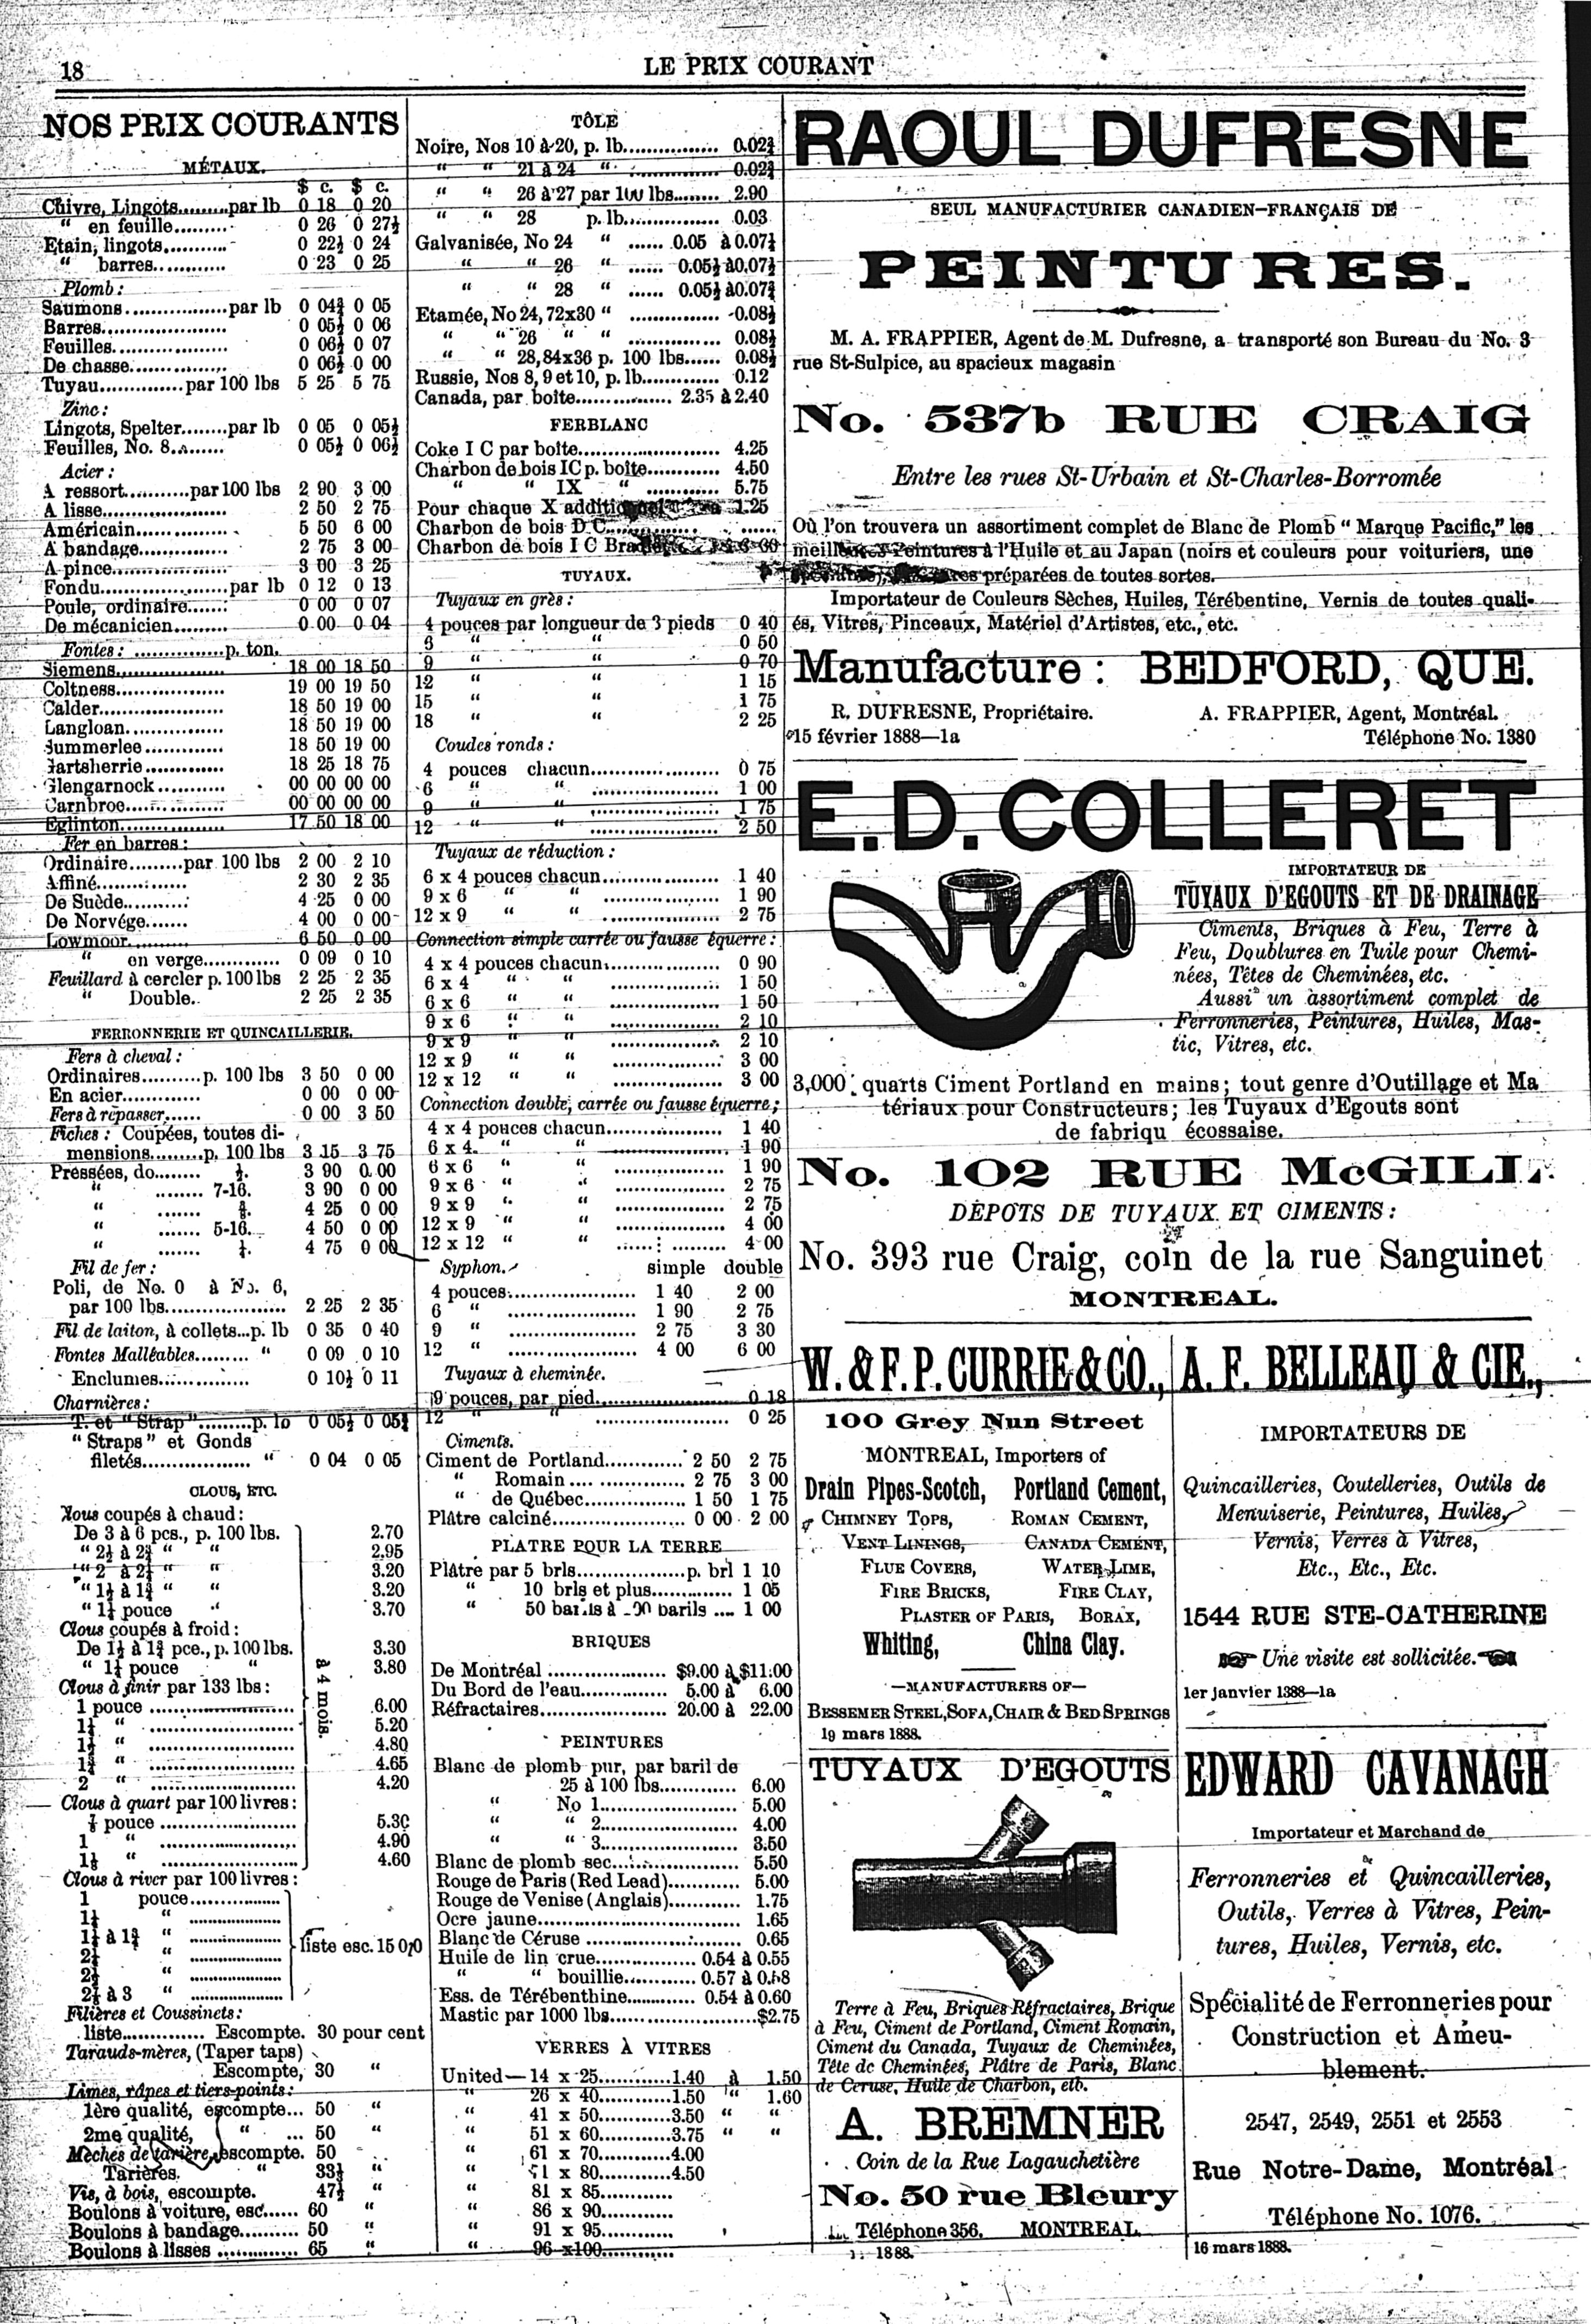 18
LE PRIX COURANT
NOS PRIX COURANTS
MÉTAUX.
$ c. $ c.
Chivre, Lingots.........par lb 0 18 0 20
“ en feuille......... 0 26 0 27½
Etain, lingots........... 0 22½ 0 24
“ barres............ 0 23 0 25
Plomb :
Saumons.................par lb 0 04¾ 0 05
Barres..................... 0 05½ 0 06
Feuilles................... 0 06½ 0 07
De chasse................. 0 06½ 0 00
Tuyau.............par 100 lbs 5 25 5 75
Zinc :
Lingots, Spelter........par lb 0 05 0 05½
Feuilles, No. 8......... 0 05½ 0 06½
Acier :
A ressort...........par 100 lbs 2 90 3 00
A lisse...................... 2 50 2 75
Américain................ 5 50 6 00
A bandage............... 2 75 3 00
A pince.................... 3 00 3 25
Fondu.....................par lb 0 12 0 13
Poule, ordinaire....... 0 00 0 07
De mécanicien......... 0 00 0 04
Fontes : ...............p. ton.
Siemens.................. 18 00 18 50
Coltness.................. 19 00 19 50
Calder..................... 18 50 19 00
Langloan................. 18 50 19 00
Summerlee.............. 18 50 19 00
Gartsherrie.............. 18 25 18 75
Glengarnock............ 00 00 00 00
Carnbroe................. 00 00 00 00
Eglinton.................. 17 50 18 00
Fer en barres :
Ordinaire.........par 100 lbs 2 00 2 10
Affiné................ 2 30 2 35
De Suède........... 4 25 0 00
De Norvége........ 4 00 0 00
Lowmoor........... 6 50 0 00
“ en verge............. 0 09 0 10
Feuillard à cercler p. 100 lbs 2 25 2 35
“ Double.. 2 25 2 35
FERRONNERIE ET QUINCAILLERIE.
Fers à cheval :
Ordinaires..........p. 100 lbs 3 50 0 00
En acier.............. 0 00 0 00
Fers à repasser...... 0 00 3 50
Fiches : Coupées, toutes di-
mensions.........p. 100 lbs 3 15 3 75
Pressées, do........ ½. 3 90 0 00
“ ........ 7-16. 3 90 0 00
“ ....... ⅜. 4 25 0 00
“ ....... 5-16. 4 50 0 00
“ ....... ¼. 4 75 0 00
Fil de fer :
Poli, de No. 0 à No. 6,
par 100 lbs.................. 2 25 2 35
Fil de laiton, à collets...p. lb 0 35 0 40
Fontes Malléables......... “ 0 09 0 10
Enclumes.................. 0 10½ 0 11
Charnières :
T. et “Strap”.........p. lb 0 05½ 0 05¾
“Straps” et Gonds
filetés.................. “ 0 04 0 05
CLOUS, ETC.
Clous coupés à chaud :
De 3 à 6 pcs., p. 100 lbs. 2.70
“ 2½ à 2¾ “ “ 2.95
“ 2 à 2¼ “ “ 3.20
“ 1½ à 1¾ “ “ 3.20
“ 1¼ pouce “ 3.70
Clous coupés à froid :
De 1½ à 1¾ pce., p. 100 lbs. 3.30
“ 1¼ pouce “ 3.80
Clous à finir par 133 lbs :
1 pouce ........................ 6.00
1¼ “ ........................ 5.20
1½ “ ........................ 4.80
1¾ “ ........................ 4.65
2 “ ........................ 4.20
à 4 mois.
Clous à quart par 100 livres :
⅞ pouce ........................ 5.30
1 “ ........................ 4.90
1⅛ “ ........................ 4.60
Clous à river par 100 livres :
1 pouce..................
1¼ “ ..................
1½ à 1¾ “ ..................
2¼ “ ..................
2½ “ ..................
2½ à 3 “ ..................
liste esc. 15 0/0
Filières et Coussinets :
liste............... Escompte. 30 pour cent
Tarauds-mères, (Taper taps)
Escompte, 30 “
Limes, râpes et tiers-points :
1ère qualité, escompte... 50 “
2me qualité, “ ... 50 “
Mèches de tarière, escompte. 50
Tarières. “ 33⅓ “
Vis, à bois, escompte. 47½ “
Boulons à voiture, esc...... 60 “
Boulons à bandage......... 50 “
Boulons à lisses .............. 65 “
TÔLE
Noire, Nos 10 à 20, p. lb................. 0.02¾
“ “ 21 à 24 “ ................. 0.02¾
“ “ 26 à 27 par 100 lbs........ 2.90
“ “ 28 p. lb............... 0.03
Galvanisée, No 24 “ ...... 0.05 à 0.07½
“ “ 26 “ ...... 0.05½ à 0.07½
“ “ 28 “ ...... 0.05½ à 0.07¾
Etamée, No 24, 72x30 “ ................ 0.08½
“ “ 26 “ “ ................ 0.08½
“ “ 28, 84x36 p. 100 lbs...... 0.08½
Russie, Nos 8, 9 et 10, p. lb............. 0.12
Canada, par boîte................. 2.35 à 2.40
FERBLANC
Coke I C par boîte........................ 4.25
Charbon de bois IC p. boîte............ 4.50
“ “ IX “ ............ 5.75
Pour chaque X additionnel 1.25
Charbon de bois D C
Charbon de bois I C
TUYAUX.
Tuyaux en grès :
4 pouces par longueur de 3 pieds 0 40
6 “ “ 0 50
9 “ “ 0 70
12 “ “ 1 15
15 “ “ 1 75
18 “ “ 2 25
Coudes ronds :
4 pouces chacun..................... 0 75
6 “ “ ..................... 1 00
9 “ “ ..................... 1 75
12 “ “ ..................... 2 50
Tuyaux de réduction :
6 x 4 pouces chacun................... 1 40
9 x 6 “ “ ................... 1 90
12 x 9 “ “ ................... 2 75
Connection simple carrée ou fausse équerre :
4 x 4 pouces chacun................... 0 90
6 x 4 “ “ ................... 1 50
6 x 6 “ “ ................... 1 50
9 x 6 “ “ ................... 2 10
9 x 9 “ “ ................... 2 10
12 x 9 “ “ ................... 3 00
12 x 12 “ “ ................... 3 00
Connection double, carrée ou fausse équerre ;
4 x 4 pouces chacun................... 1 40
6 x 4. “ “ ................... 1 90
6 x 6 “ “ ................... 1 90
9 x 6 “ “ ................... 2 75
9 x 9 “ “ ................... 2 75
12 x 9 “ “ ................... 4 00
12 x 12 “ “ ................... 4 00
Syphon. simple double
4 pouces....................... 1 40 2 00
6 “ ....................... 1 90 2 75
9 “ ....................... 2 75 3 30
12 “ ....................... 4 00 6 00
Tuyaux à cheminée.
9 pouces, par pied........................ 0 18
12 “ “ ........................ 0 25
Ciments.
Ciment de Portland............. 2 50 2 75
“ Romain .................. 2 75 3 00
“ de Québec................ 1 50 1 75
Plâtre calciné........................ 0 00 2 00
PLATRE POUR LA TERRE
Plâtre par 5 brls........................p. brl 1 10
“ 10 brls et plus.............. 1 05
“ 50 barils à barils .... 1 00
BRIQUES
De Montréal ...................... $9.00 à $11.00
Du Bord de l'eau............... 5.00 à 6.00
Réfractaires...................... 20.00 à 22.00
PEINTURES
Blanc de plomb pur, par baril de
25 à 100 lbs............ 6.00
“ No 1...................... 5.00
“ “ 2...................... 4.00
“ “ 3...................... 3.50
Blanc de plomb sec...................... 5.50
Rouge de Paris (Red Lead)............ 5.00
Rouge de Venise (Anglais)............ 1.75
Ocre jaune.................................. 1.65
Blanc de Céruse ......................... 0.65
Huile de lin crue................. 0.54 à 0.55
“ “ bouillie............ 0.57 à 0.58
Ess. de Térébenthine............ 0.54 à 0.60
Mastic par 1000 lbs........................$2.75
VERRES À VITRES
United—14 x 25............1.40 à 1.50
“ 26 x 40............1.50 “ 1.60
“ 41 x 50............3.50 “ “
“ 51 x 60............3.75 “ “
“ 61 x 70............4.00
“ 71 x 80............4.50
“ 81 x 85............
“ 86 x 90............
“ 91 x 95............
“ 96 x100............
RAOUL DUFRESNE
SEUL MANUFACTURIER CANADIEN-FRANÇAIS DE
PEINTURES.
M. A. FRAPPIER, Agent de M. Dufresne, a transporté son Bureau du No. 3
rue St-Sulpice, au spacieux magasin
No. 537b RUE CRAIG
Entre les rues St-Urbain et St-Charles-Borromée
Où l'on trouvera un assortiment complet de Blanc de Plomb “ Marque Pacific,” les
meilleures Peintures à l'Huile et au Japan (noirs et couleurs pour voituriers, une
préparées de toutes sortes.
Importateur de Couleurs Sèches, Huiles, Térébentine, Vernis de toutes quali-
és, Vitres, Pinceaux, Matériel d'Artistes, etc., etc.
Manufacture : BEDFORD, QUE.
R. DUFRESNE, Propriétaire. A. FRAPPIER, Agent, Montréal.
15 février 1888—1a Téléphone No. 1380
E. D. COLLERET
IMPORTATEUR DE
TUYAUX D'EGOUTS ET DE DRAINAGE
Ciments, Briques à Feu, Terre à
Feu, Doublures en Tuile pour Chemi-
nées, Têtes de Cheminées, etc.
Aussi un assortiment complet de
Ferronneries, Peintures, Huiles, Mas-
tic, Vitres, etc.
3,000 quarts Ciment Portland en mains ; tout genre d'Outillage et Ma
tériaux pour Constructeurs ; les Tuyaux d'Egouts sont
de fabriqu écossaise.
No. 102 RUE McGILL
DÉPOTS DE TUYAUX ET CIMENTS :
No. 393 rue Craig, coin de la rue Sanguinet
MONTREAL.
W. & F. P. CURRIE & CO.,
100 Grey Nun Street
MONTREAL, Importers of
Drain Pipes-Scotch, Portland Cement,
CHIMNEY TOPS, ROMAN CEMENT,
VENT LININGS, CANADA CEMENT,
FLUE COVERS, WATER LIME,
FIRE BRICKS, FIRE CLAY,
PLASTER OF PARIS, BORAX,
Whiting, China Clay.
—MANUFACTURERS OF—
BESSEMER STEEL, SOFA, CHAIR & BED SPRINGS
19 mars 1888.
A. F. BELLEAU & CIE.,
IMPORTATEURS DE
Quincailleries, Coutelleries, Outils de
Menuiserie, Peintures, Huiles,
Vernis, Verres à Vitres,
Etc., Etc., Etc.
1544 RUE STE-CATHERINE
Une visite est sollicitée.
1er janvier 1888—1a
TUYAUX D'EGOUTS
Terre à Feu, Briques Réfractaires, Brique
à Feu, Ciment de Portland, Ciment Romain,
Ciment du Canada, Tuyaux de Cheminées,
Tête de Cheminées, Plâtre de Paris, Blanc
de Ceruse, Huile de Charbon, etc.
A. BREMNER
Coin de la Rue Lagauchetière
No. 50 rue Bleury
Téléphone 356. MONTREAL
1888.
EDWARD CAVANAGH
Importateur et Marchand de
Ferronneries et Quincailleries,
Outils, Verres à Vitres, Pein-
tures, Huiles, Vernis, etc.
Spécialité de Ferronneries pour
Construction et Ameu-
blement.
2547, 2549, 2551 et 2553
Rue Notre-Dame, Montréal
Téléphone No. 1076.
16 mars 1888.